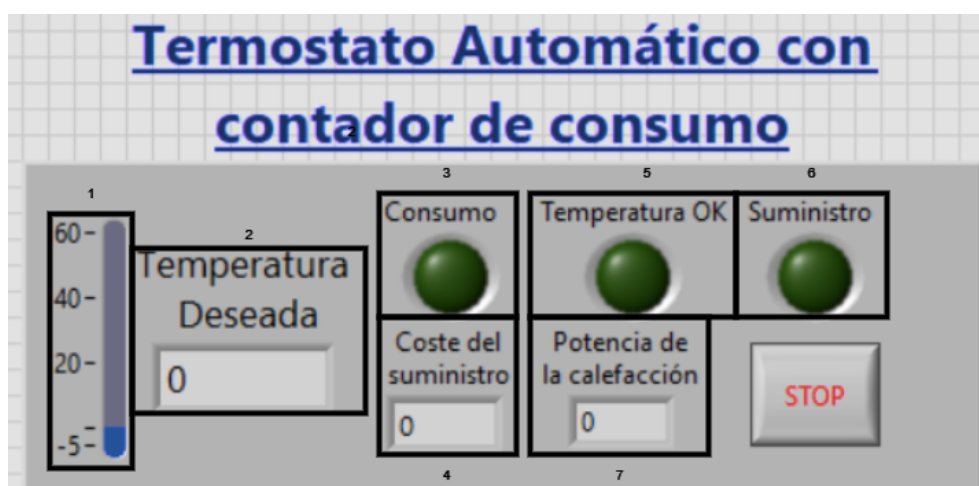 Termostato Automático con
contador de consumo
2
1
2
3
5
6
60-
40-
20-
-
-5-
Temperatura
Deseada
0
Consumo
Temperatura OK
Suministro
Coste del
suministro
0
Potencia de
la calefacción
0
STOP
4
7